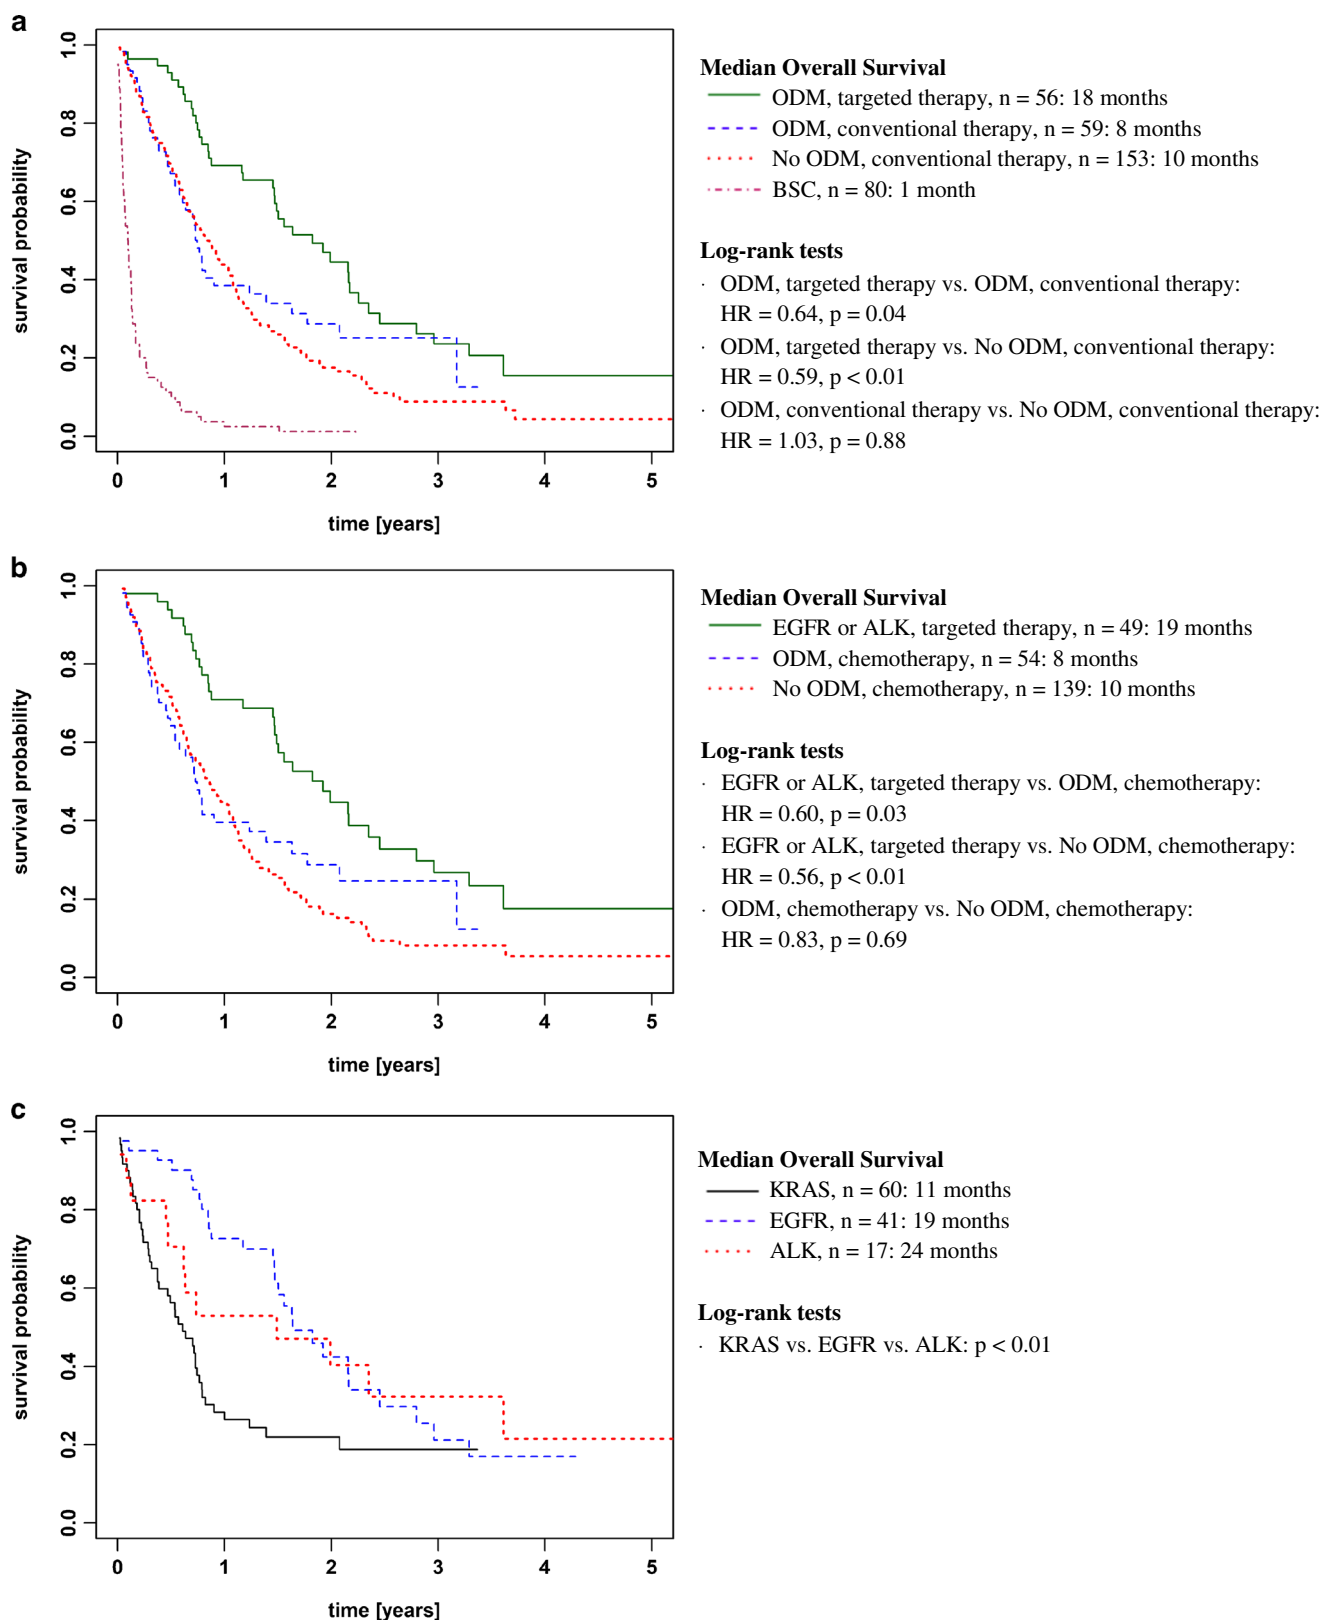 a
survival probability
1.0
0.8
0.6
0.4
0.2
0.0
0 1 2 3 4 5
time [years]
Median Overall Survival
ODM, targeted therapy, n = 56: 18 months
ODM, conventional therapy, n = 59: 8 months
No ODM, conventional therapy, n = 153: 10 months
BSC, n = 80: 1 month
Log-rank tests
· ODM, targeted therapy vs. ODM, conventional therapy:
HR = 0.64, p = 0.04
· ODM, targeted therapy vs. No ODM, conventional therapy:
HR = 0.59, p < 0.01
· ODM, conventional therapy vs. No ODM, conventional therapy:
HR = 1.03, p = 0.88
b
survival probability
1.0
0.8
0.6
0.4
0.2
0.0
0 1 2 3 4 5
time [years]
Median Overall Survival
EGFR or ALK, targeted therapy, n = 49: 19 months
ODM, chemotherapy, n = 54: 8 months
No ODM, chemotherapy, n = 139: 10 months
Log-rank tests
· EGFR or ALK, targeted therapy vs. ODM, chemotherapy:
HR = 0.60, p = 0.03
· EGFR or ALK, targeted therapy vs. No ODM, chemotherapy:
HR = 0.56, p < 0.01
· ODM, chemotherapy vs. No ODM, chemotherapy:
HR = 0.83, p = 0.69
c
survival probability
1.0
0.8
0.6
0.4
0.2
0.0
0 1 2 3 4 5
time [years]
Median Overall Survival
KRAS, n = 60: 11 months
EGFR, n = 41: 19 months
ALK, n = 17: 24 months
Log-rank tests
· KRAS vs. EGFR vs. ALK: p < 0.01